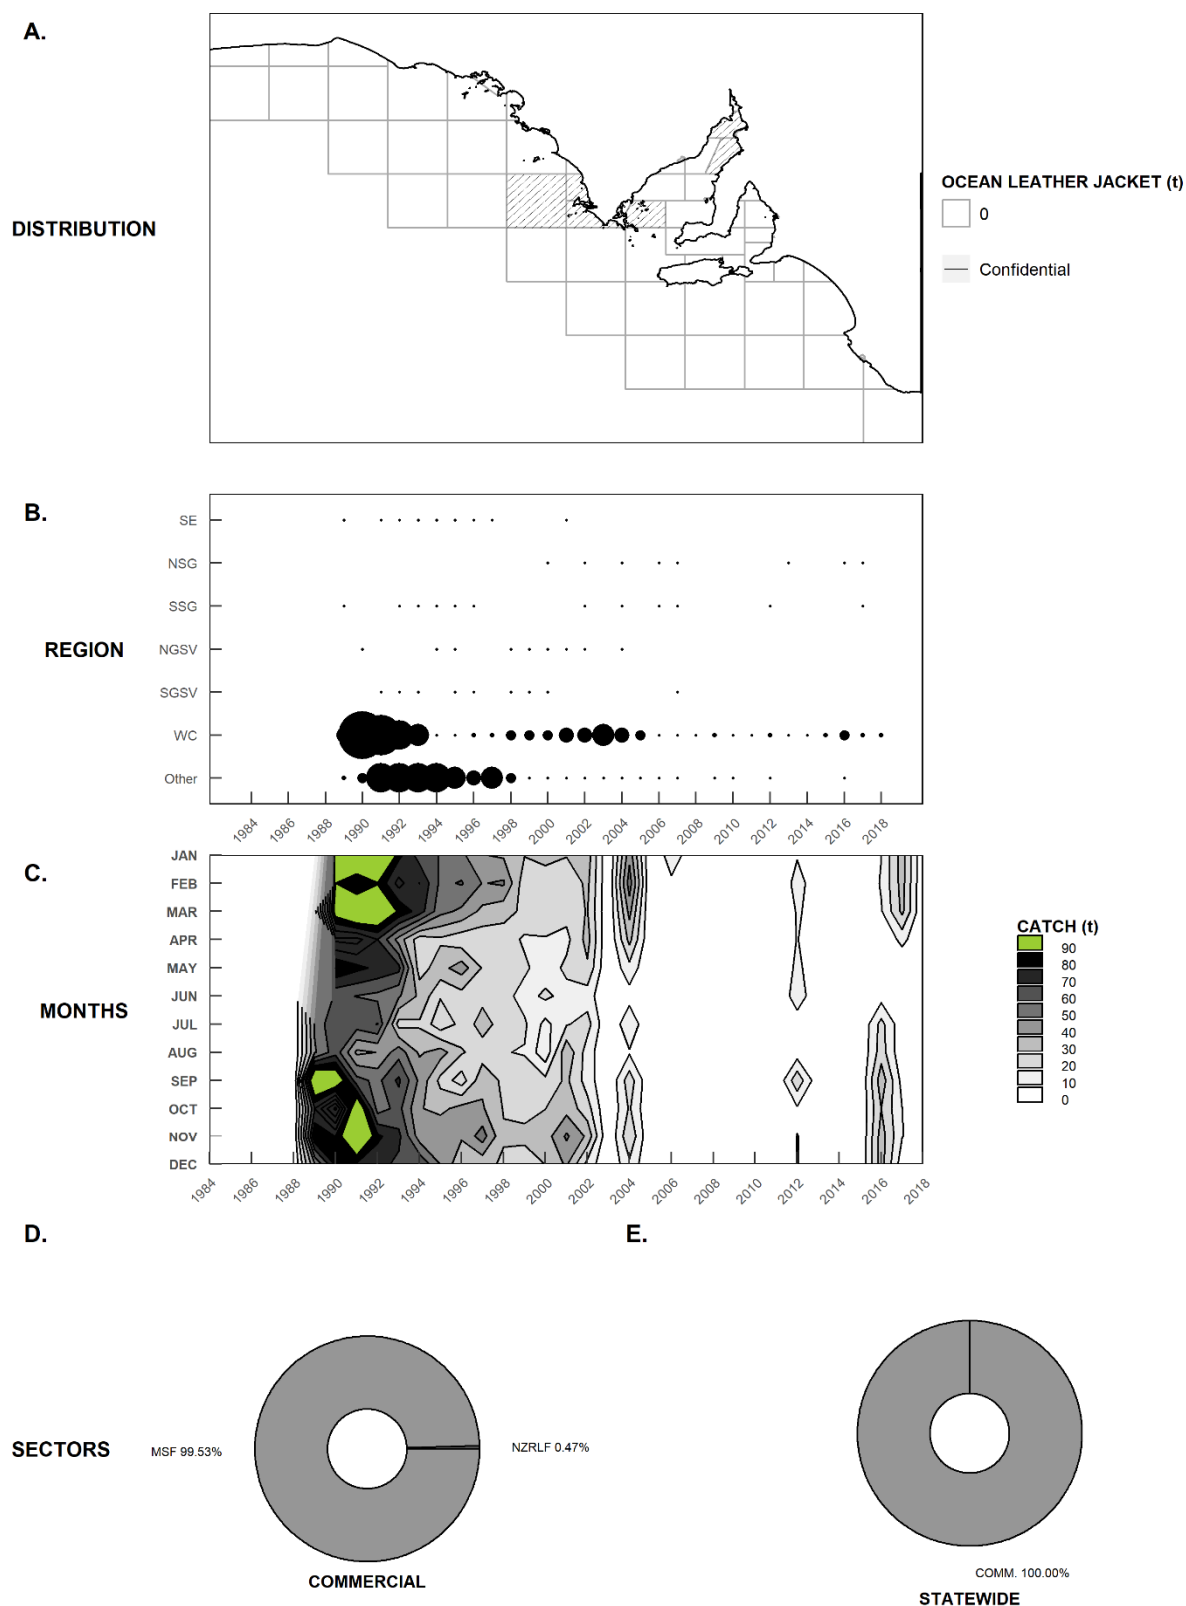 A.
DISTRIBUTION
OCEAN LEATHER JACKET (t)
0
Confidential
B.
REGION
SE
NSG
SSG
NGSV
SGSV
WC
Other
1984 1986 1988 1990 1992 1994 1996 1998 2000 2002 2004 2006 2008 2010 2012 2014 2016 2018
C.
MONTHS
JAN
FEB
MAR
APR
MAY
JUN
JUL
AUG
SEP
OCT
NOV
DEC
CATCH (t)
90
80
70
60
50
40
30
20
10
0
1984 1986 1988 1990 1992 1994 1996 1998 2000 2002 2004 2006 2008 2010 2012 2014 2016 2018
D.
E.
SECTORS
MSF 99.53%
NZRLF 0.47%
COMMERCIAL
COMM. 100.00%
STATEWIDE